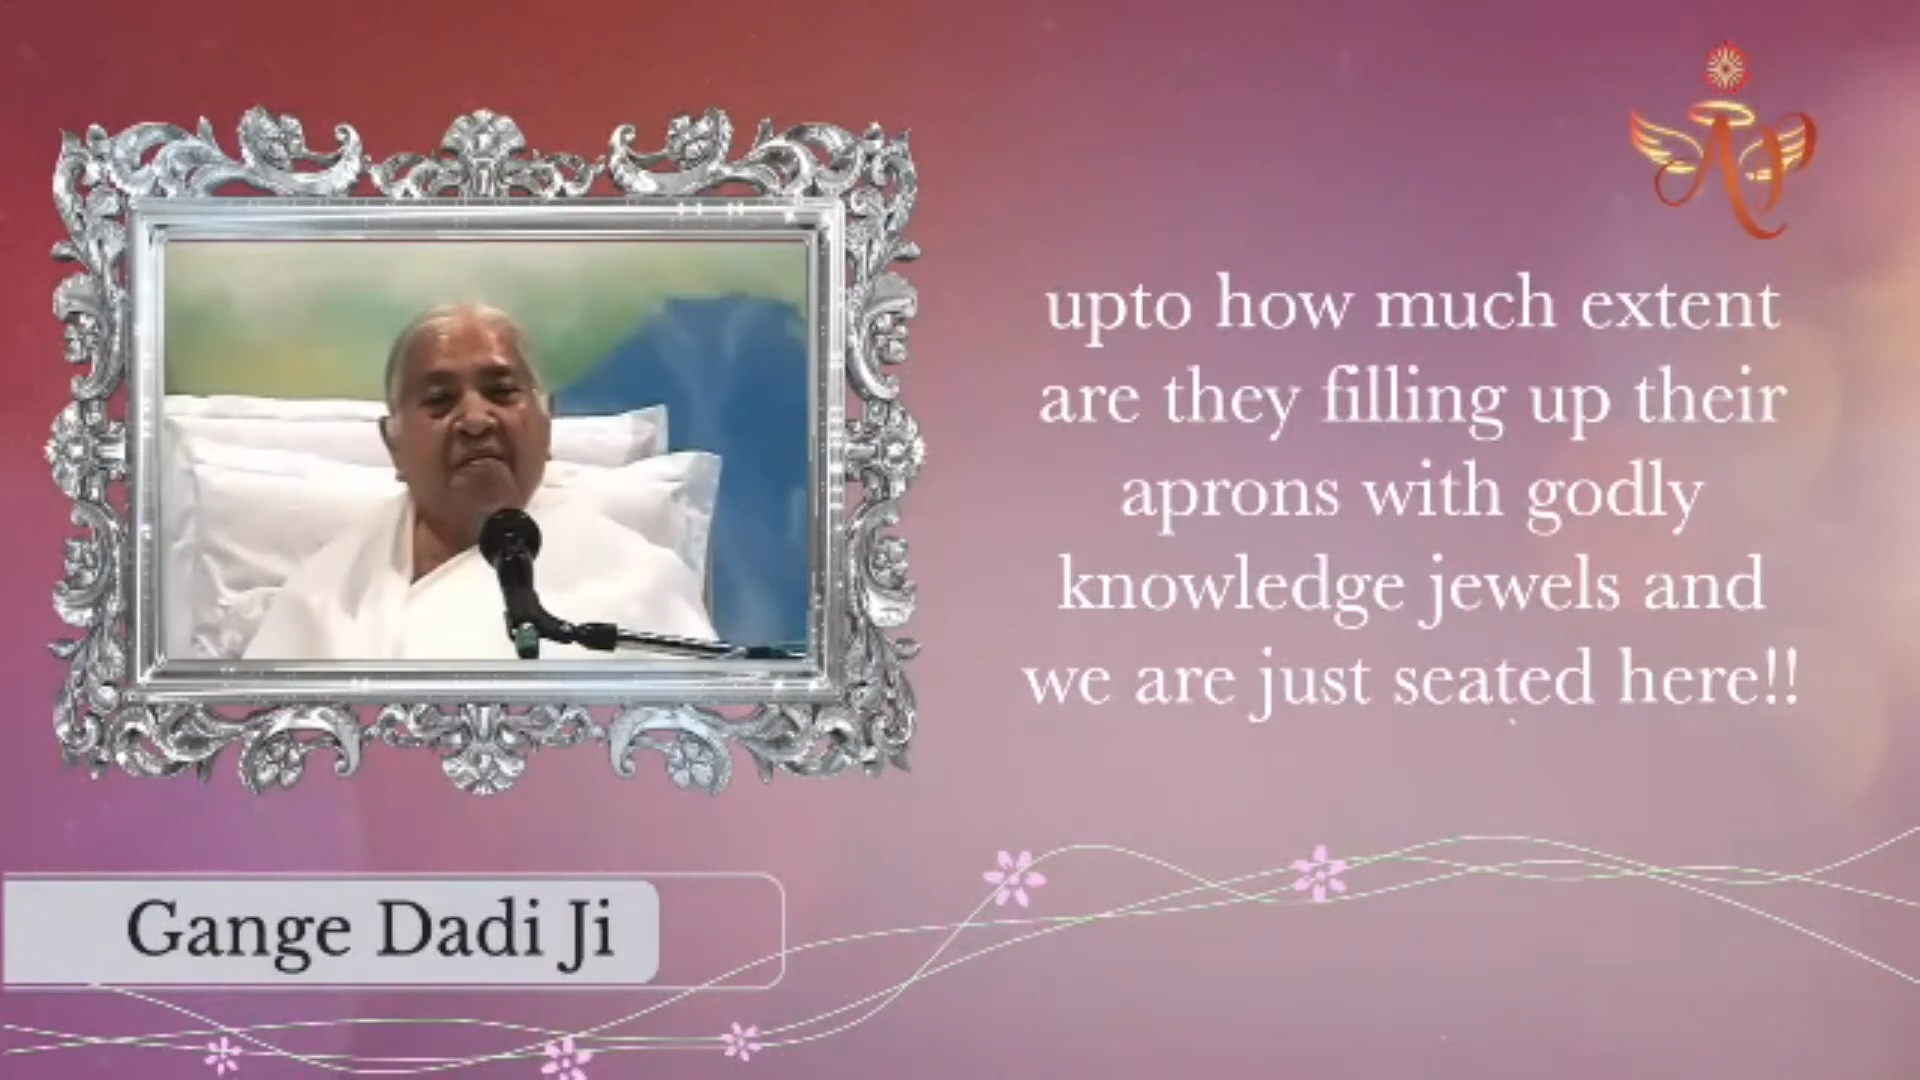 AP
upto how much extent
are they filling up their
aprons with godly
knowledge jewels and
we are just seated here!!
Gange Dadi Ji